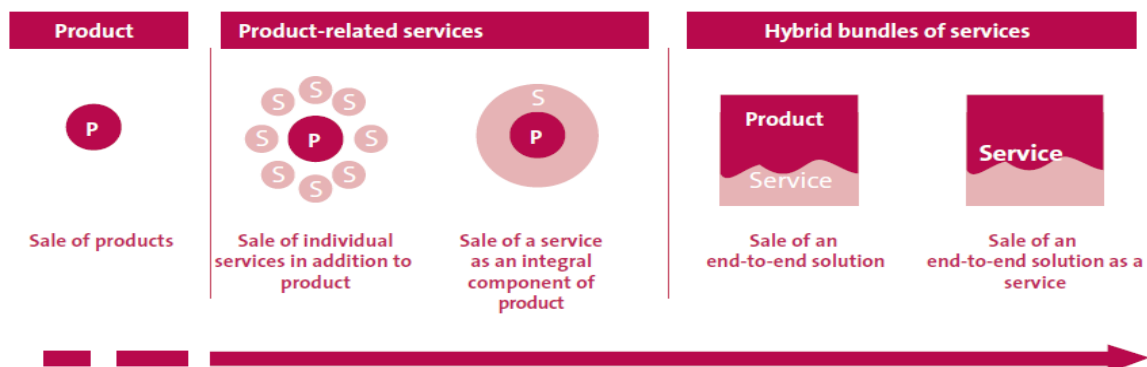 Product
Product-related services
Hybrid bundles of services
P
S
S
S
S
S
S
S
S
P
S
P
Product
Service
Service
Sale of products
Sale of individual
services in addition to
product
Sale of a service
as an integral
component of
product
Sale of an
end-to-end solution
Sale of an
end-to-end solution as a
service